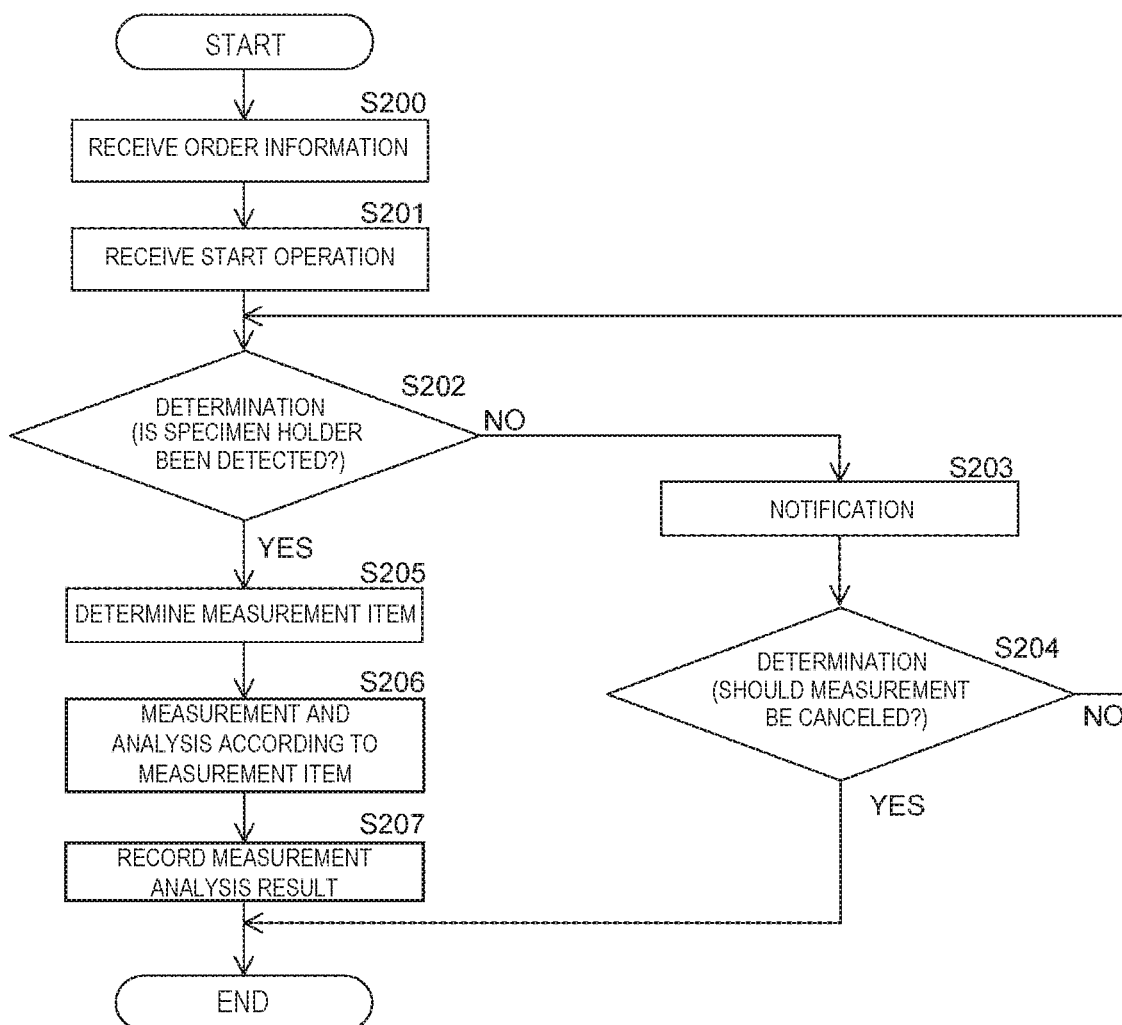 START
S200
RECEIVE ORDER INFORMATION
S201
RECEIVE START OPERATION
S202
DETERMINATION
(IS SPECIMEN HOLDER
BEEN DETECTED?)
NO
YES
S203
NOTIFICATION
S204
DETERMINATION
(SHOULD MEASUREMENT
BE CANCELED?)
NO
YES
S205
DETERMINE MEASUREMENT ITEM
S206
MEASUREMENT AND
ANALYSIS ACCORDING TO
MEASUREMENT ITEM
S207
RECORD MEASUREMENT
ANALYSIS RESULT
END